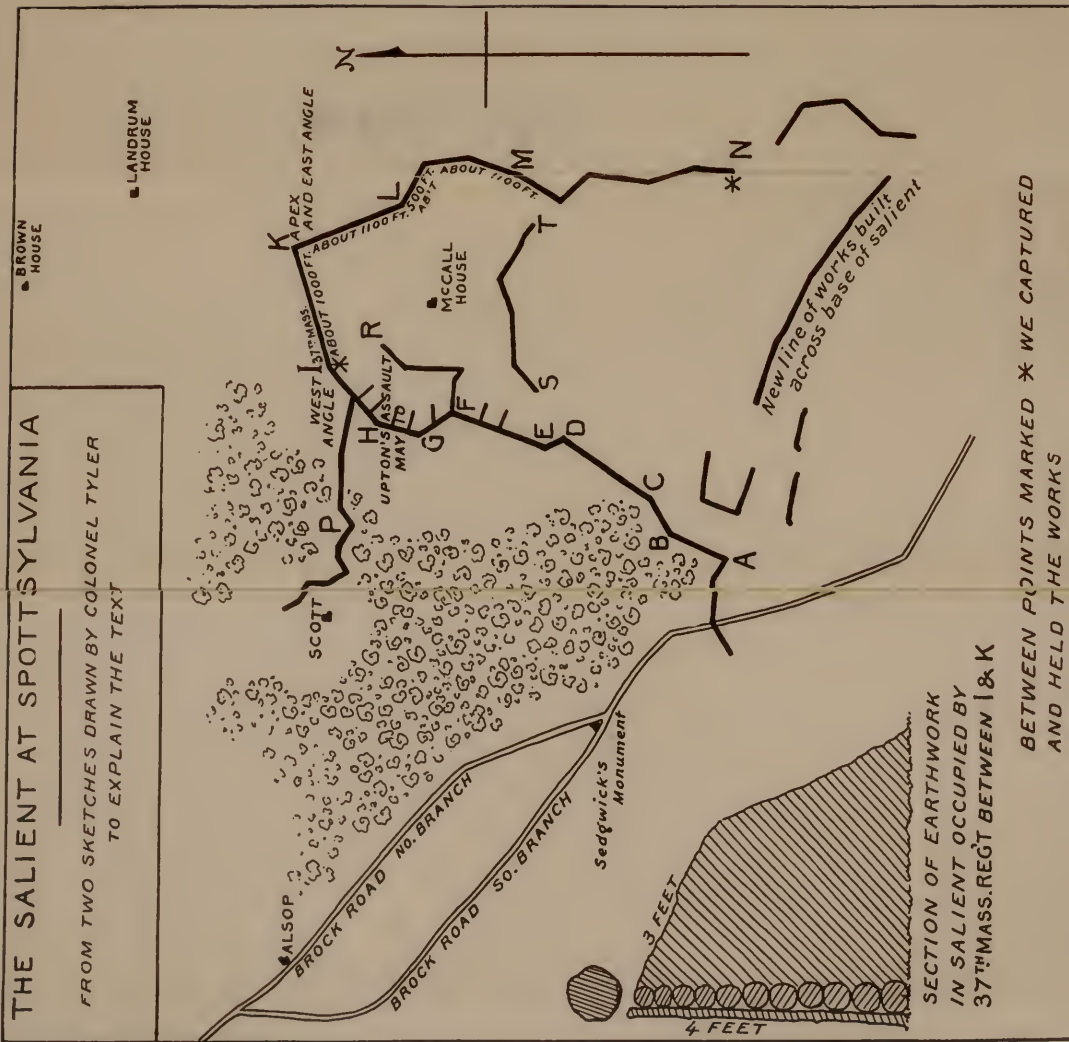 THE SALIENT AT SPOTTSYLVANIA
FROM TWO SKETCHES DRAWN BY COLONEL TYLER
TO EXPLAIN THE TEXT
BROWN
HOUSE
LANDRUM
HOUSE
N
K
APEX
AND EAST ANGLE
37TH MASS.
ABOUT 1000 FT.
ABOUT 1100 FT.
L
500 FT.
AB'T
ABOUT 1100 FT.
M
WEST
ANGLE
I
*
R
McCALL
HOUSE
H
UPTON'S ASSAULT
MAY 10
G
F
P
SCOTT
S
T
E
D
C
B
A
N
*
New line of works built
across base of salient
ALSOP
BROCK ROAD NO. BRANCH
BROCK ROAD SO. BRANCH
Sedgwick's
Monument
3 FEET
4 FEET
SECTION OF EARTHWORK
IN SALIENT OCCUPIED BY
37TH MASS. REG'T BETWEEN I & K
BETWEEN POINTS MARKED * WE CAPTURED
AND HELD THE WORKS